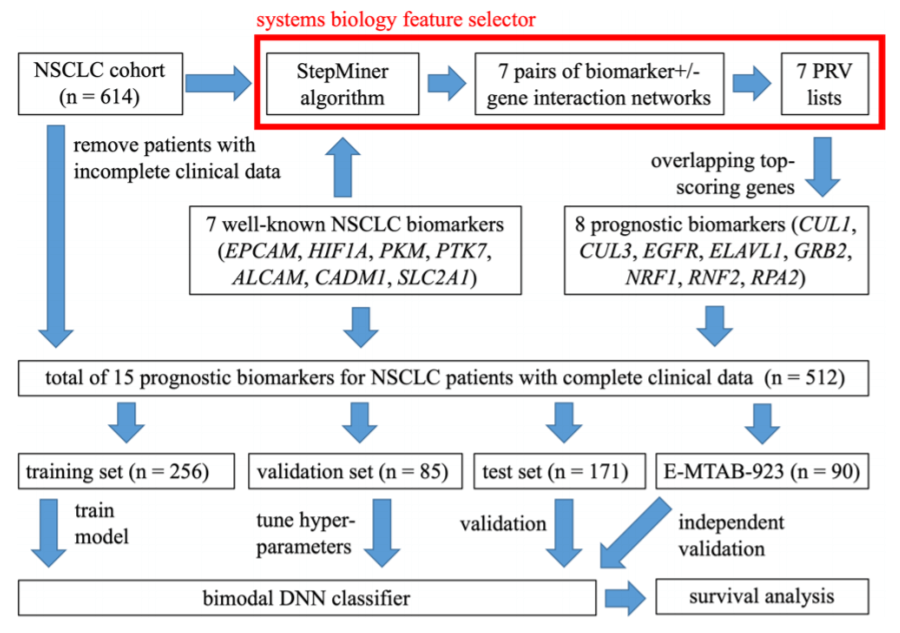 systems biology feature selector
NSCLC cohort
(n = 614)
StepMiner
algorithm
7 pairs of biomarker+/-
gene interaction networks
7 PRV
lists
remove patients with
incomplete clinical data
overlapping top-
scoring genes
7 well-known NSCLC biomarkers
(EPCAM, HIF1A, PKM, PTK7,
ALCAM, CADM1, SLC2A1)
8 prognostic biomarkers (CUL1,
CUL3, EGFR, ELAVL1, GRB2,
NRF1, RNF2, RPA2)
total of 15 prognostic biomarkers for NSCLC patients with complete clinical data (n = 512)
training set (n = 256)
validation set (n = 85)
test set (n = 171)
E-MTAB-923 (n = 90)
train
model
tune hyper-
parameters
validation
independent
validation
bimodal DNN classifier
survival analysis